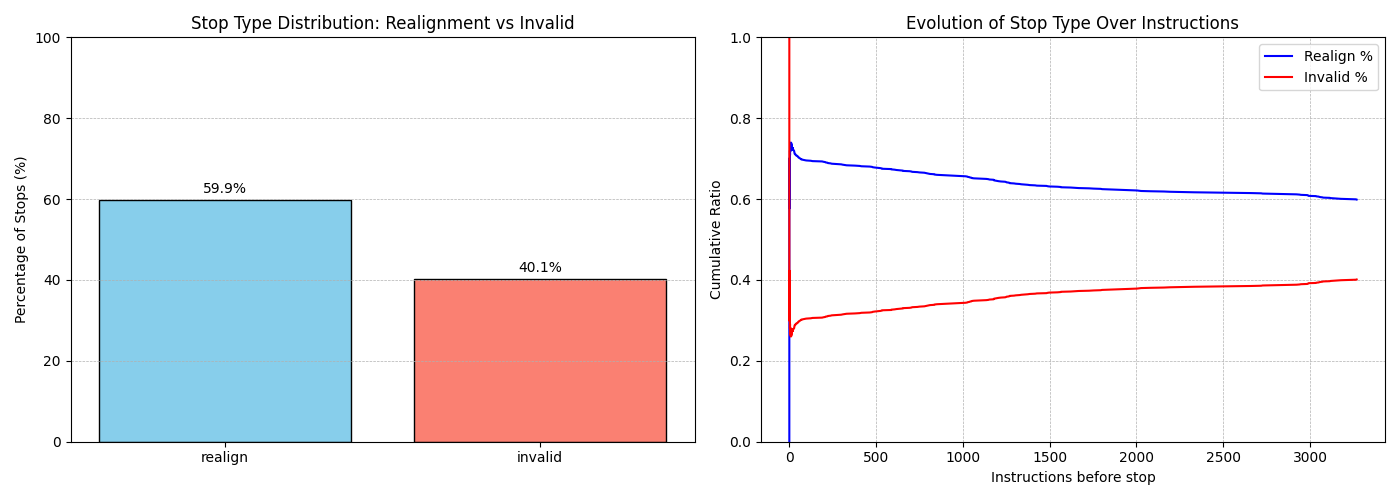 Stop Type Distribution: Realignment vs Invalid
Percentage of Stops (%)
100
80
60
40
20
0
59.9%
40.1%
realign
invalid
Evolution of Stop Type Over Instructions
Cumulative Ratio
1.0
0.8
0.6
0.4
0.2
0.0
Realign %
Invalid %
0
500
1000
1500
2000
2500
3000
Instructions before stop